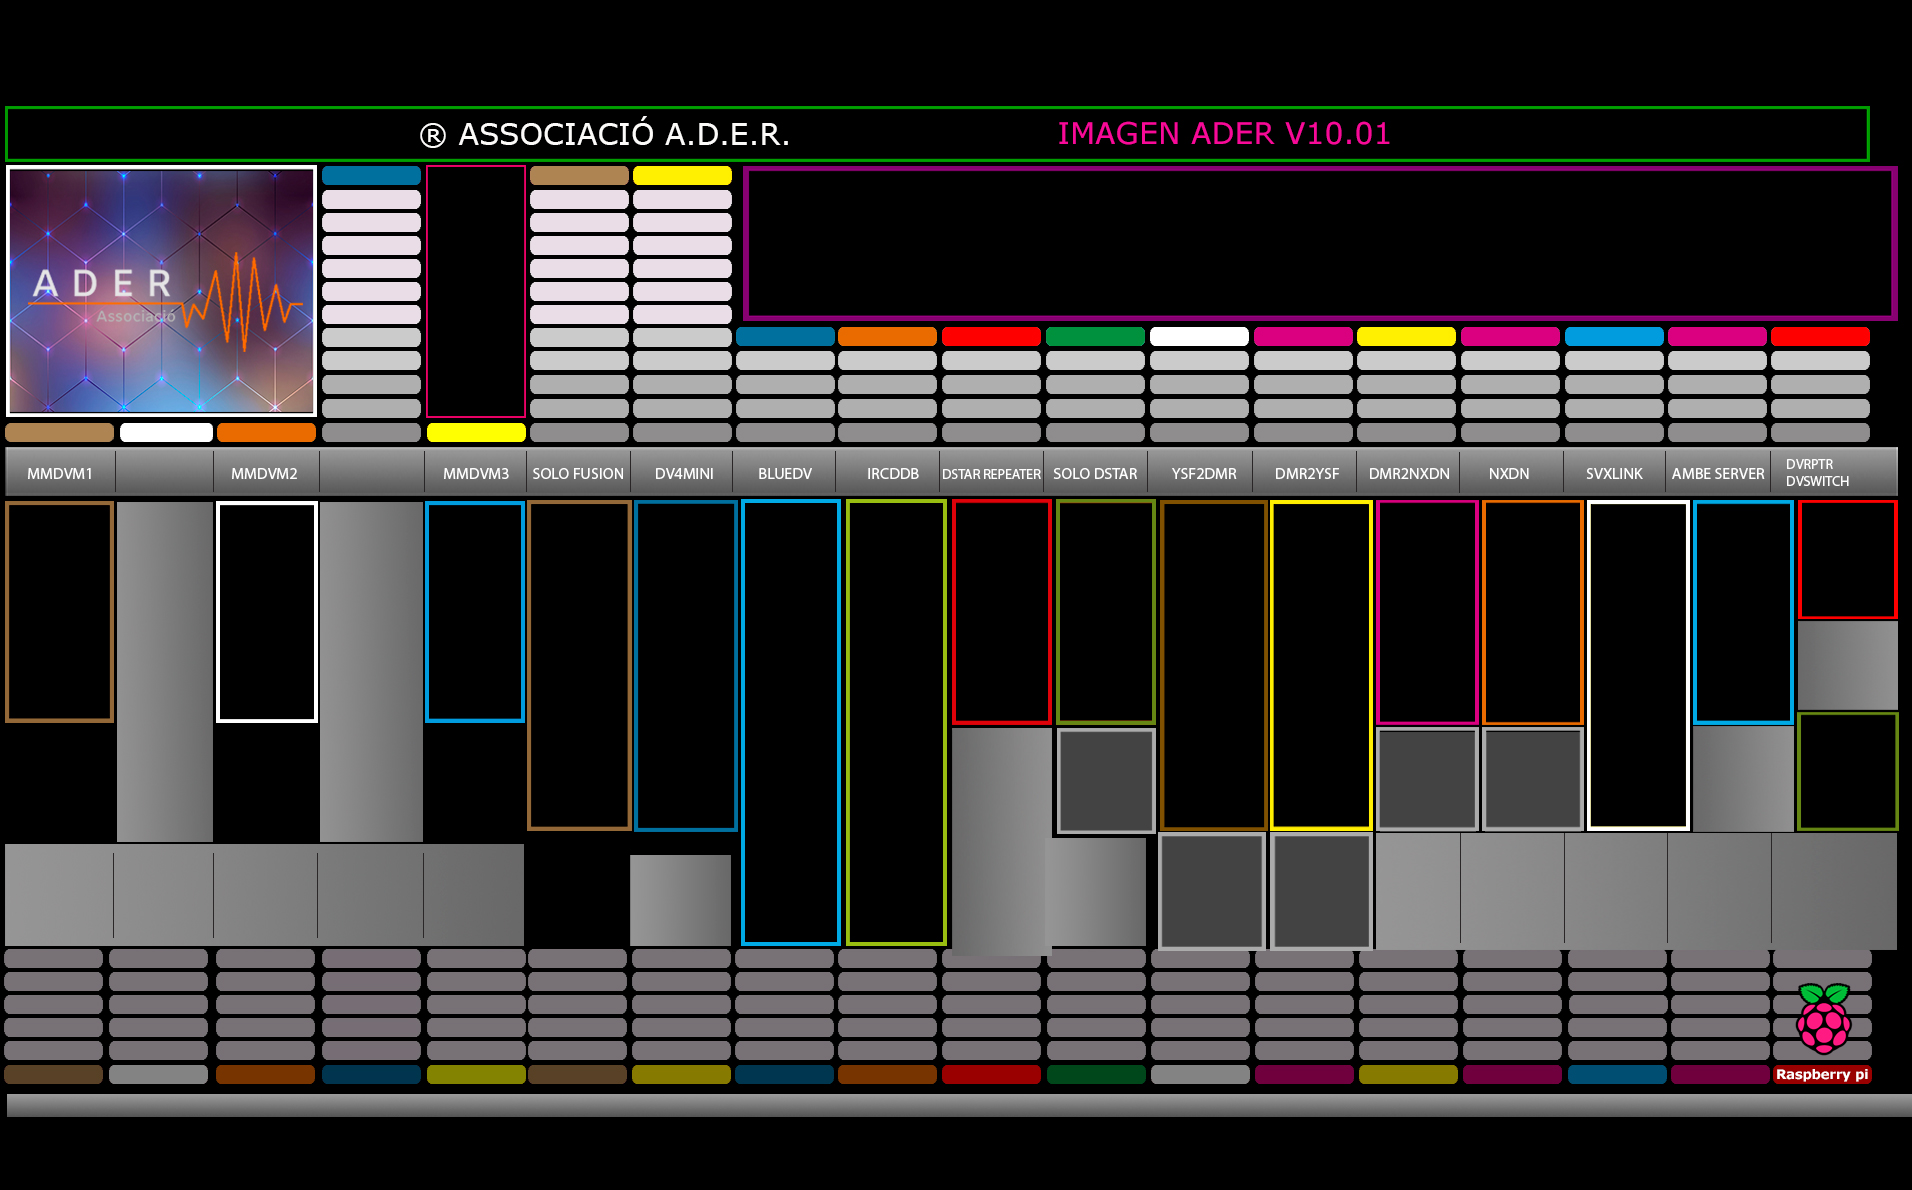 ® ASSOCIACIÓ A.D.E.R.
IMAGEN ADER V10.01
ADER
Associació
MMDVM1
MMDVM2
MMDVM3
SOLO FUSION
DV4MINI
BLUEDV
IRCDDB
DSTAR REPEATER
SOLO DSTAR
YSF2DMR
DMR2YSF
DMR2NXDN
NXDN
SVXLINK
AMBE SERVER
DVRPTR
DVSWITCH
Raspberry pi